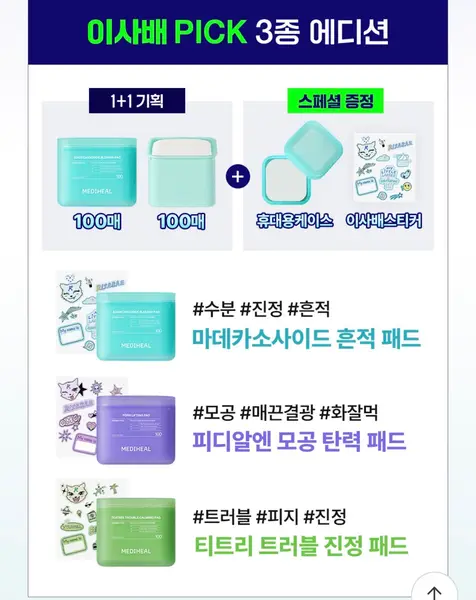 이사배 PICK 3종 에디션
1+1 기획
스페셜 증정
MEDIHEAL
100매
100매
+
휴대용케이스
이사배스티커
#수분 #진정 #흔적
마데카소사이드 흔적 패드
MEDIHEAL
#모공 #매끈결광 #화잘먹
피디알엔 모공 탄력 패드
MEDIHEAL
#트러블 #피지 #진정
티트리 트러블 진정 패드
MEDIHEAL